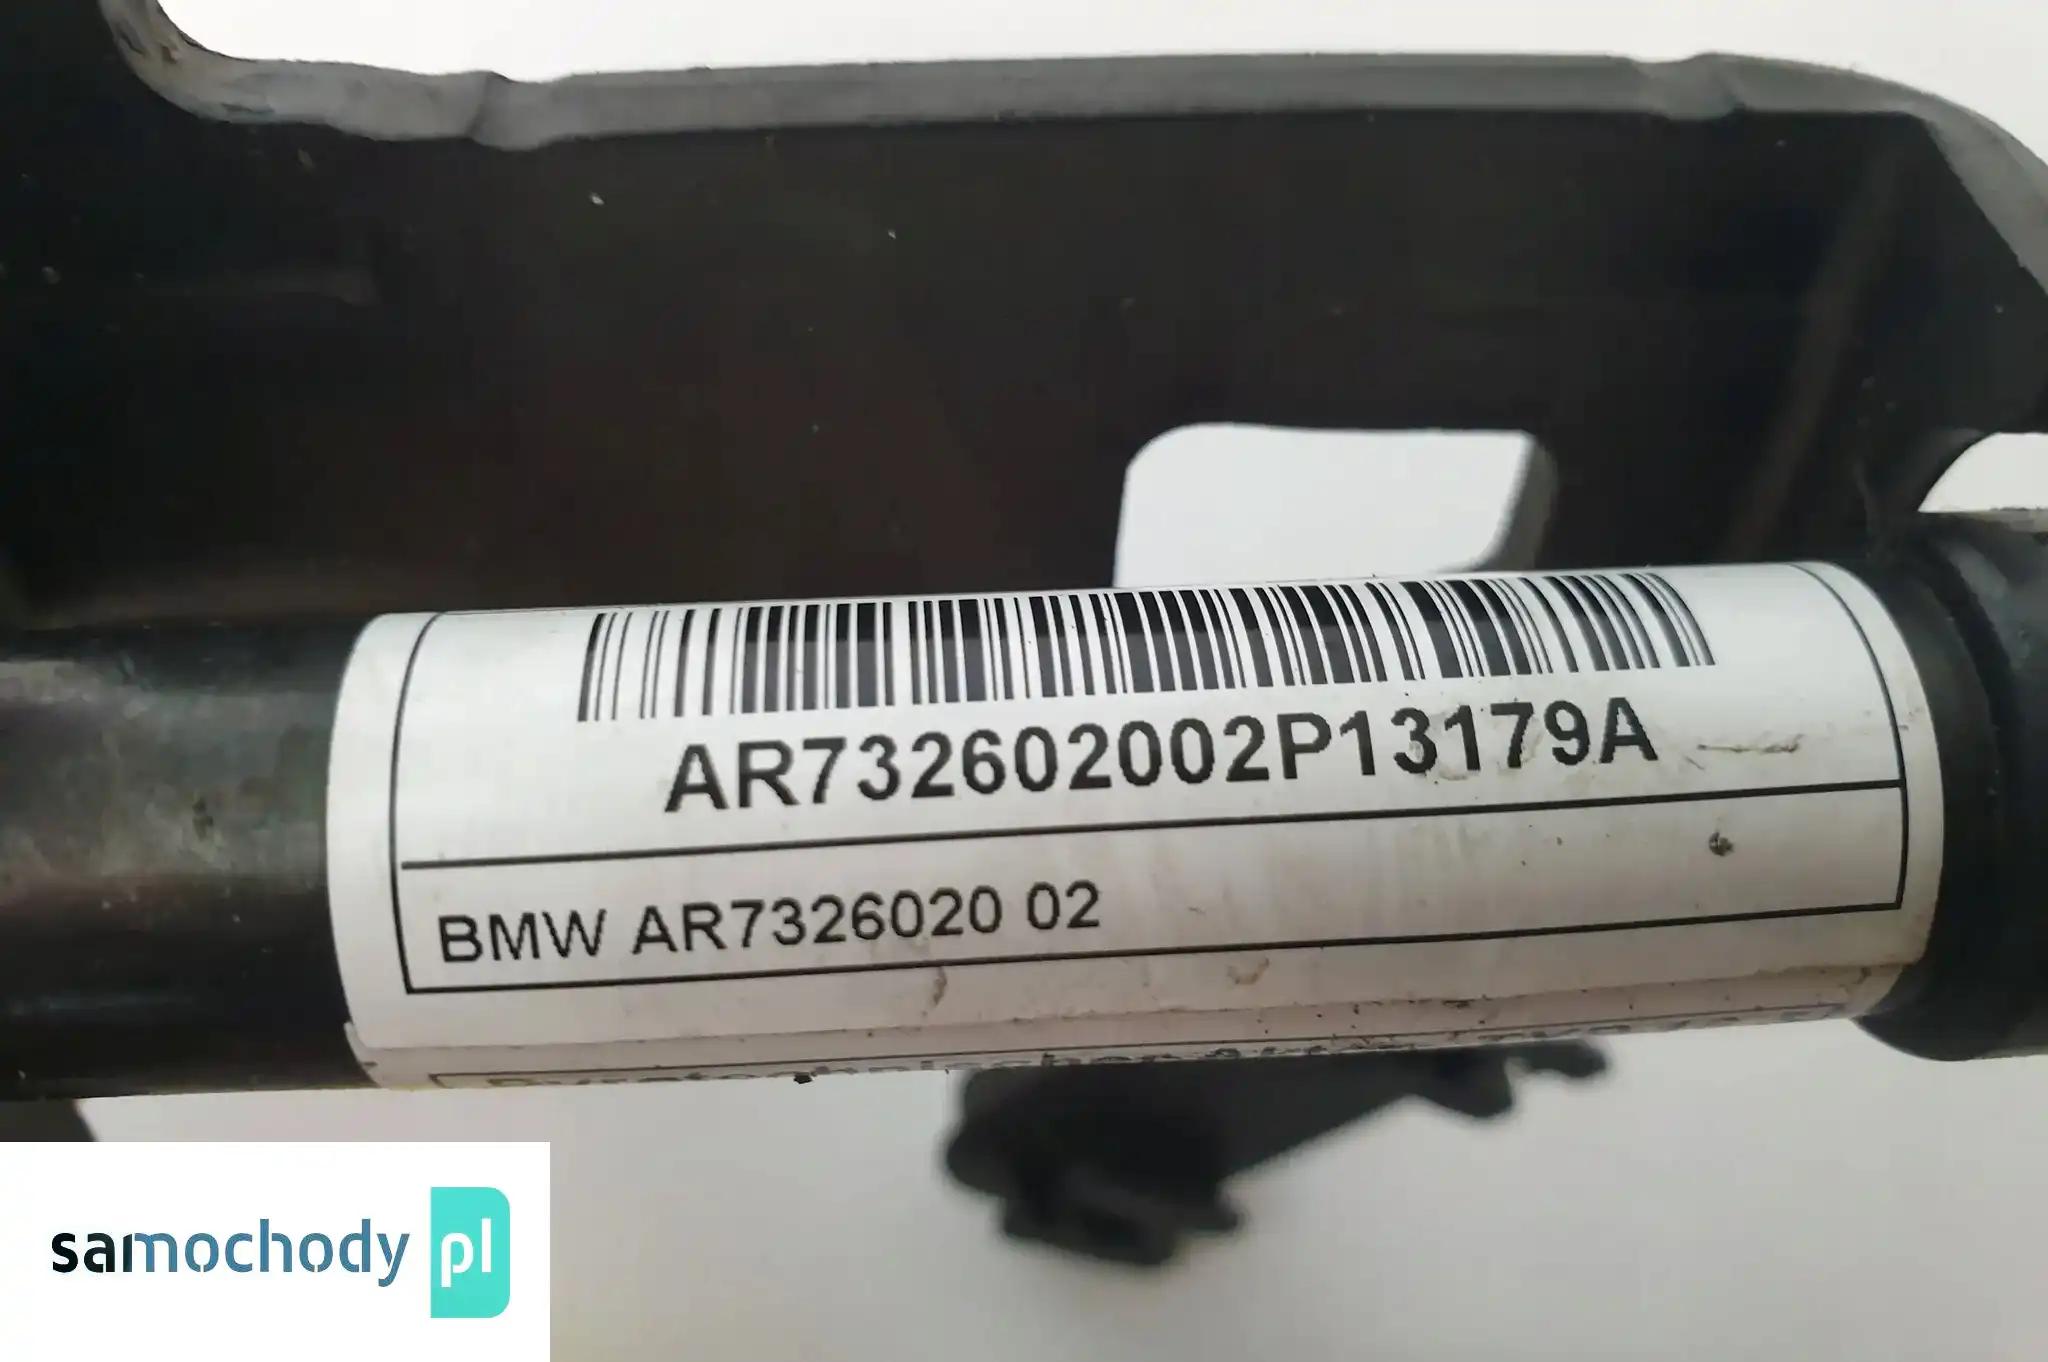 AR732602002P13179A
BMW AR7326020 02
samochody pl